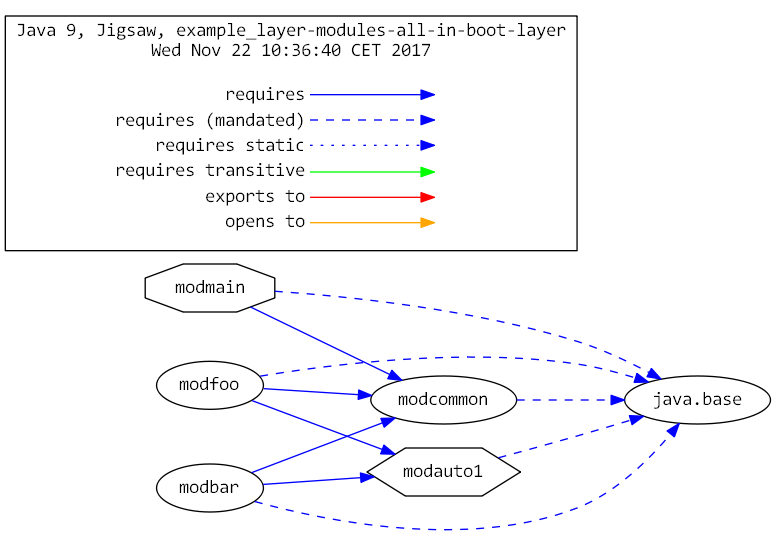 Java 9, Jigsaw, example_layer-modules-all-in-boot-layer
Wed Nov 22 10:36:40 CET 2017
requires
requires (mandated)
requires static
requires transitive
exports to
opens to
modmain
modfoo
modcommon
java.base
modauto1
modbar